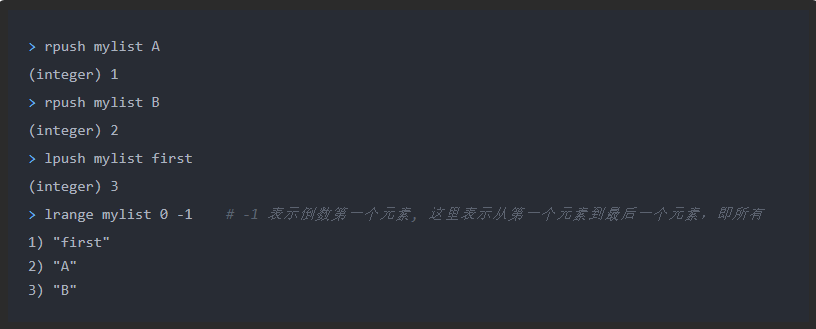 > rpush mylist A
(integer) 1
> rpush mylist B
(integer) 2
> lpush mylist first
(integer) 3
> lrange mylist 0 -1    # -1 表示倒数第一个元素, 这里表示从第一个元素到最后一个元素，即所有
1) "first"
2) "A"
3) "B"